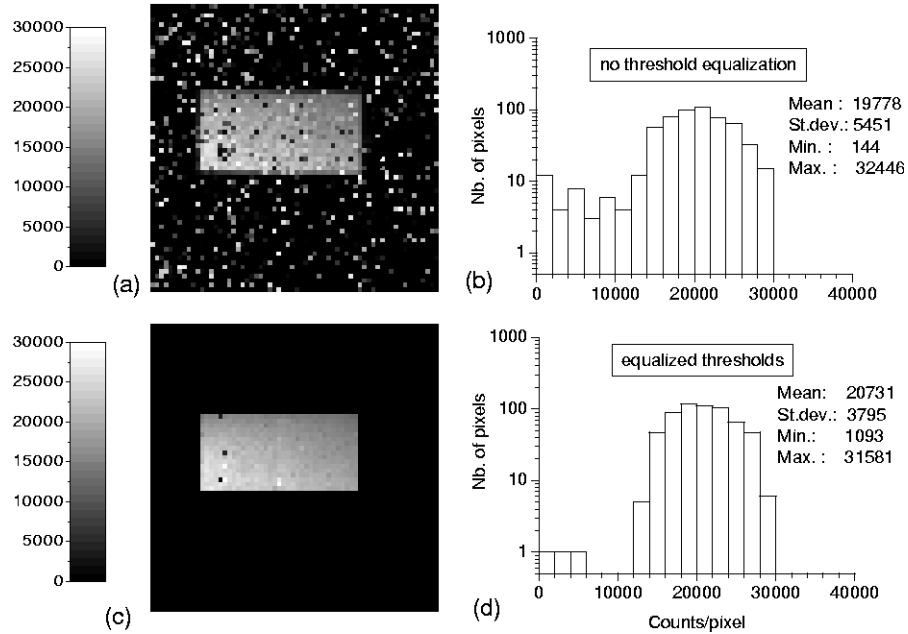 30000
25000
20000
15000
10000
5000
0
(a)
1000
100
10
1
Nb. of pixels
no threshold equalization
Mean : 19778
St.dev.: 5451
Min. : 144
Max. : 32446
(b)
0 10000 20000 30000 40000
30000
25000
20000
15000
10000
5000
0
(c)
1000
100
10
1
Nb. of pixels
equalized thresholds
Mean: 20731
St.dev.: 3795
Min.: 1093
Max. : 31581
(d)
0 10000 20000 30000 40000
Counts/pixel